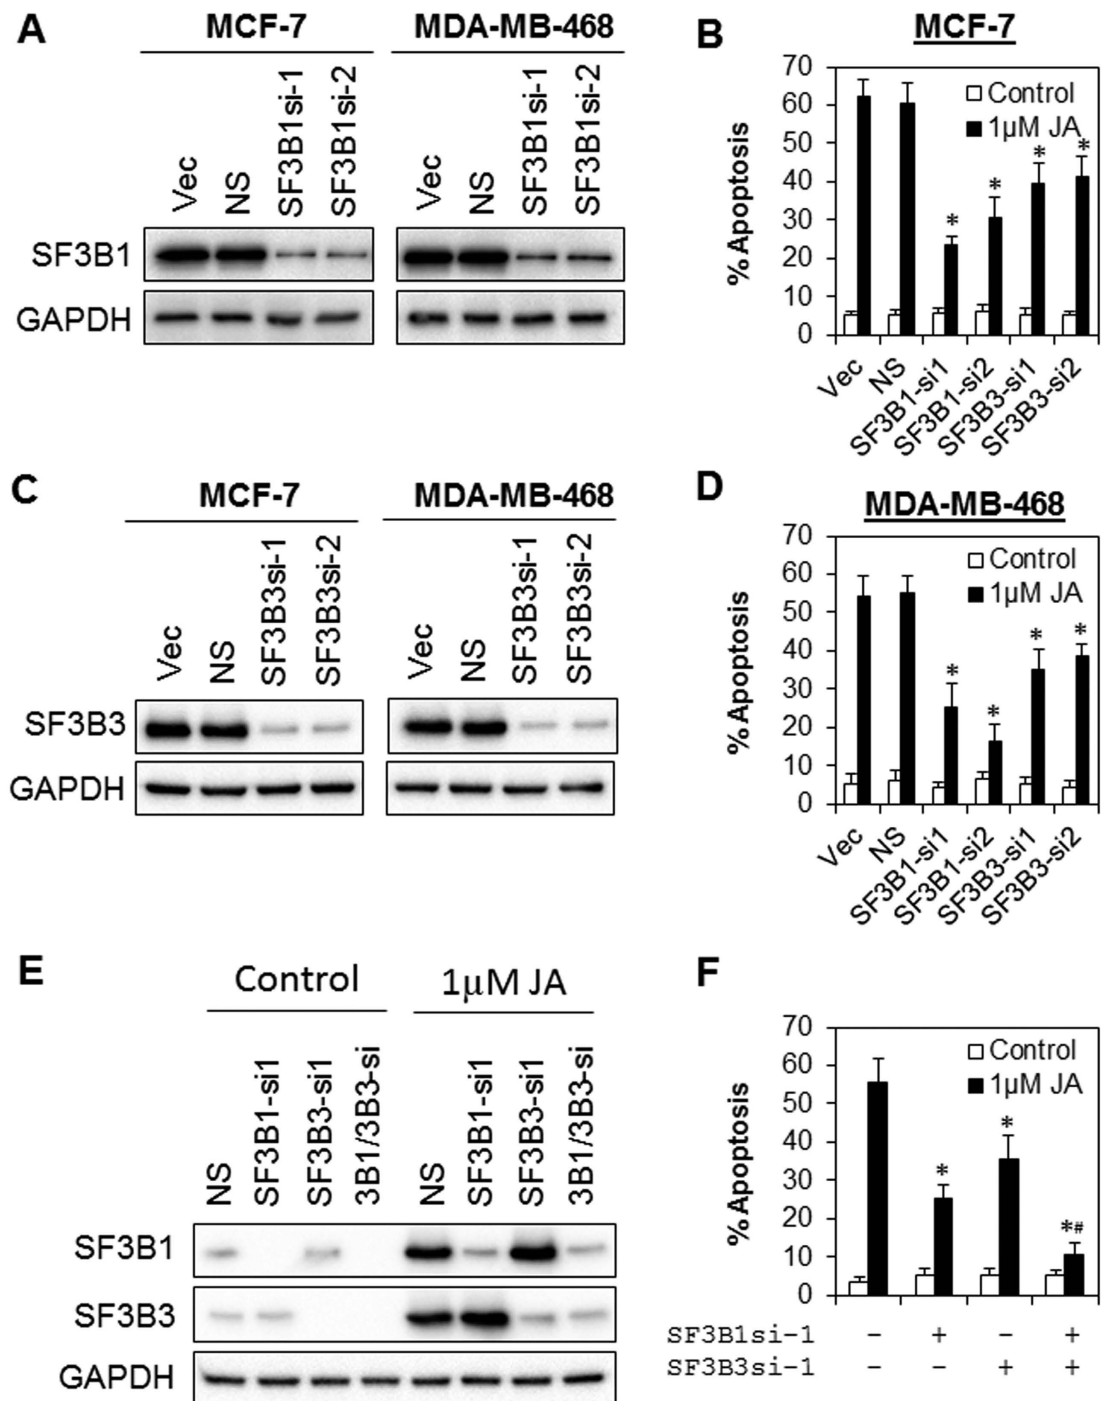 A
MCF-7
MDA-MB-468
Vec
NS
SF3B1si-1
SF3B1si-2
Vec
NS
SF3B1si-1
SF3B1si-2
SF3B1
GAPDH
B
MCF-7
70
60
50
40
30
20
10
0
%Apoptosis
Control
1µM JA
*
*
*
*
Vec
NS
SF3B1-si1
SF3B1-si2
SF3B3-si1
SF3B3-si2
C
MCF-7
MDA-MB-468
Vec
NS
SF3B3si-1
SF3B3si-2
Vec
NS
SF3B3si-1
SF3B3si-2
SF3B3
GAPDH
D
MDA-MB-468
70
60
50
40
30
20
10
0
%Apoptosis
Control
1µM JA
*
*
*
*
Vec
NS
SF3B1-si1
SF3B1-si2
SF3B3-si1
SF3B3-si2
E
Control
1µM JA
NS
SF3B1-si1
SF3B3-si1
3B1/3B3-si
NS
SF3B1-si1
SF3B3-si1
3B1/3B3-si
SF3B1
SF3B3
GAPDH
F
70
60
50
40
30
20
10
0
%Apoptosis
Control
1µM JA
*
*
*#
SF3B1si-1 − + − +
SF3B3si-1 − − + +